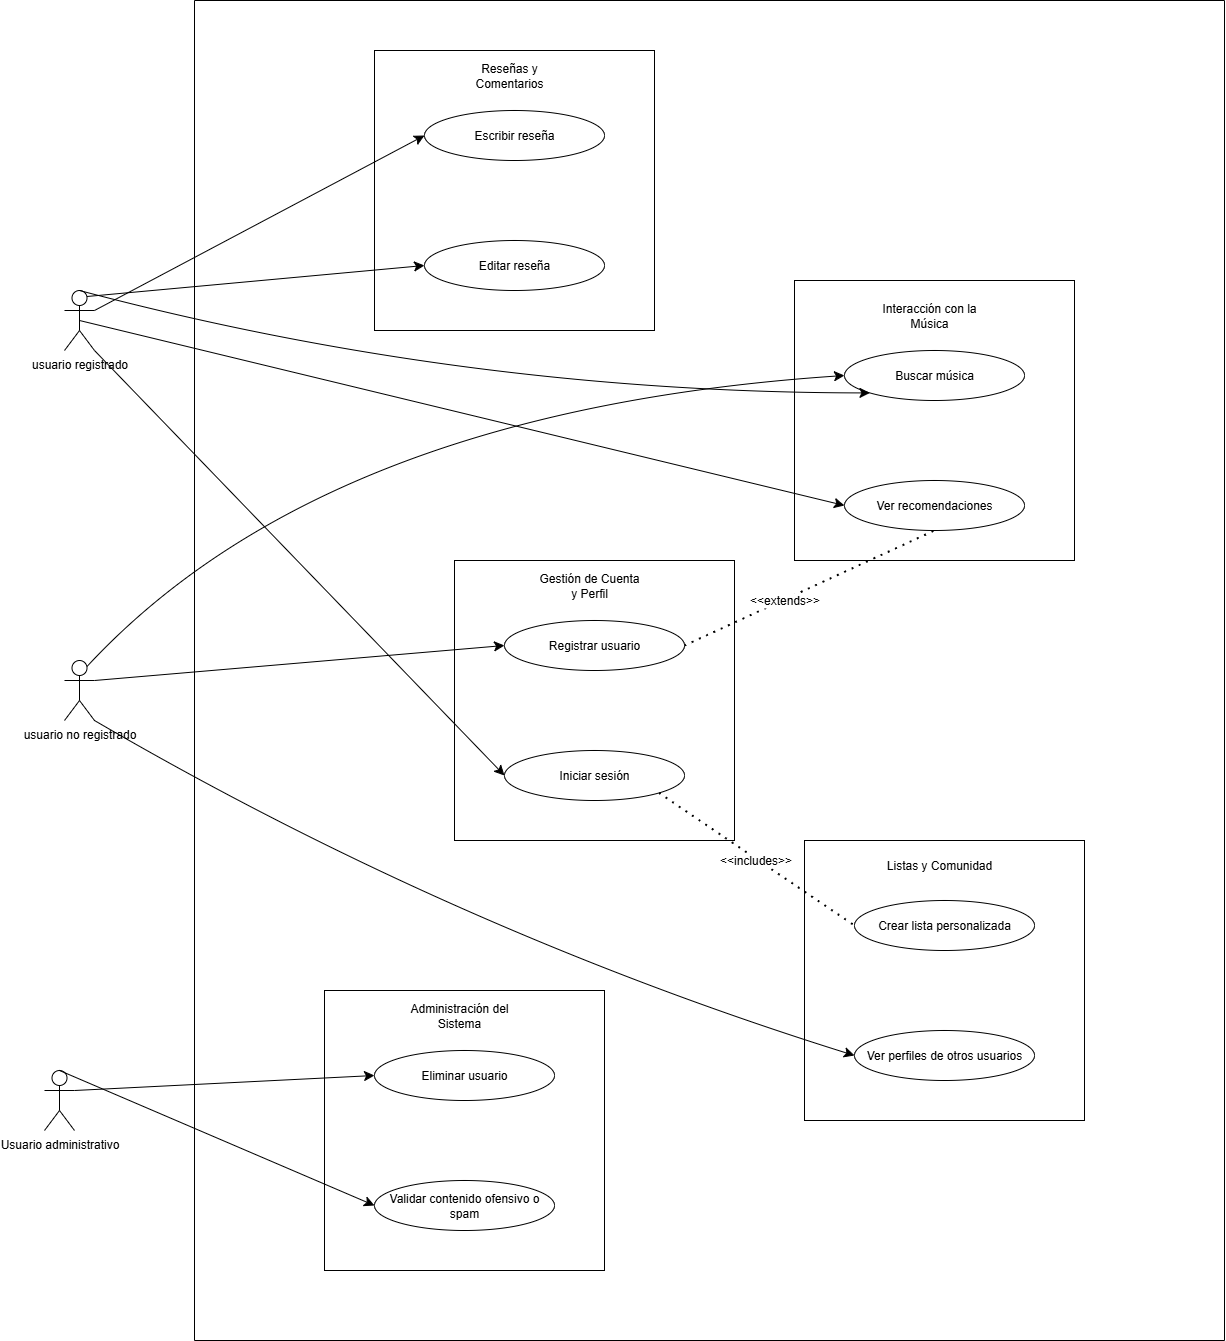 Reseñas y
Comentarios
Escribir reseña
Editar reseña
usuario registrado
Interacción con la
Música
Buscar música
Ver recomendaciones
<<extends>>
Gestión de Cuenta
y Perfil
Registrar usuario
Iniciar sesión
usuario no registrado
<<includes>>
Listas y Comunidad
Crear lista personalizada
Ver perfiles de otros usuarios
Administración del
Sistema
Eliminar usuario
Validar contenido ofensivo o
spam
Usuario administrativo